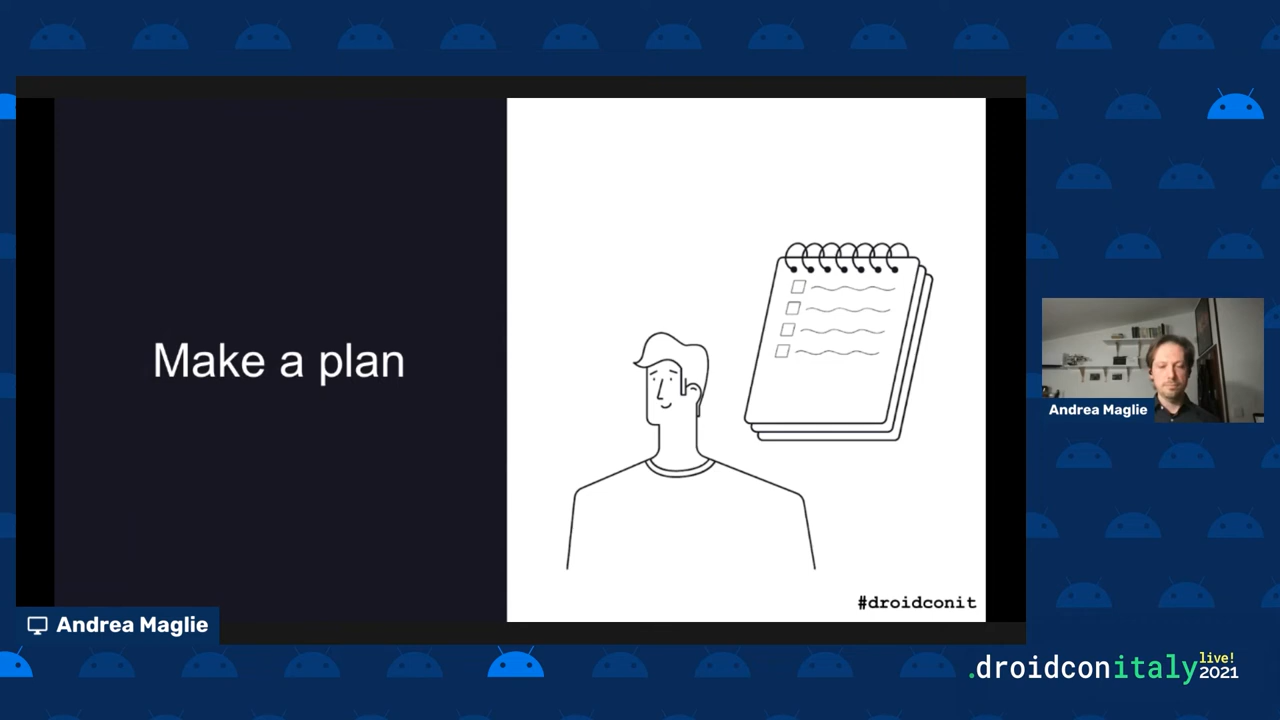 Make a plan
#droidconit
Andrea Maglie
Andrea Maglie
.droidconitaly live! 2021